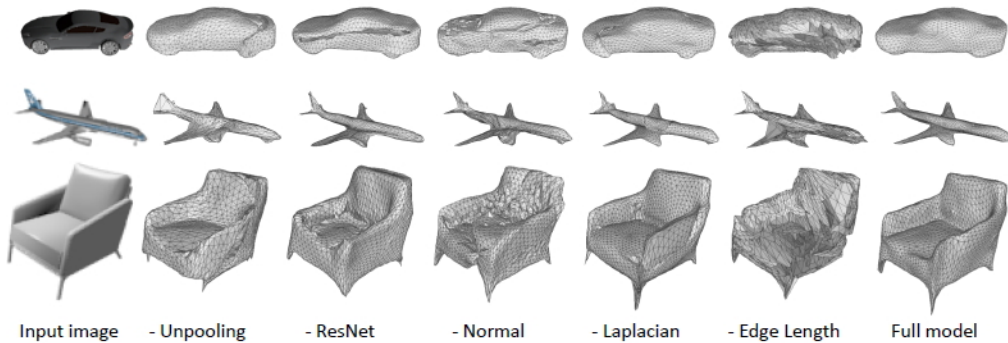 Input image - Unpooling - ResNet - Normal - Laplacian - Edge Length Full model